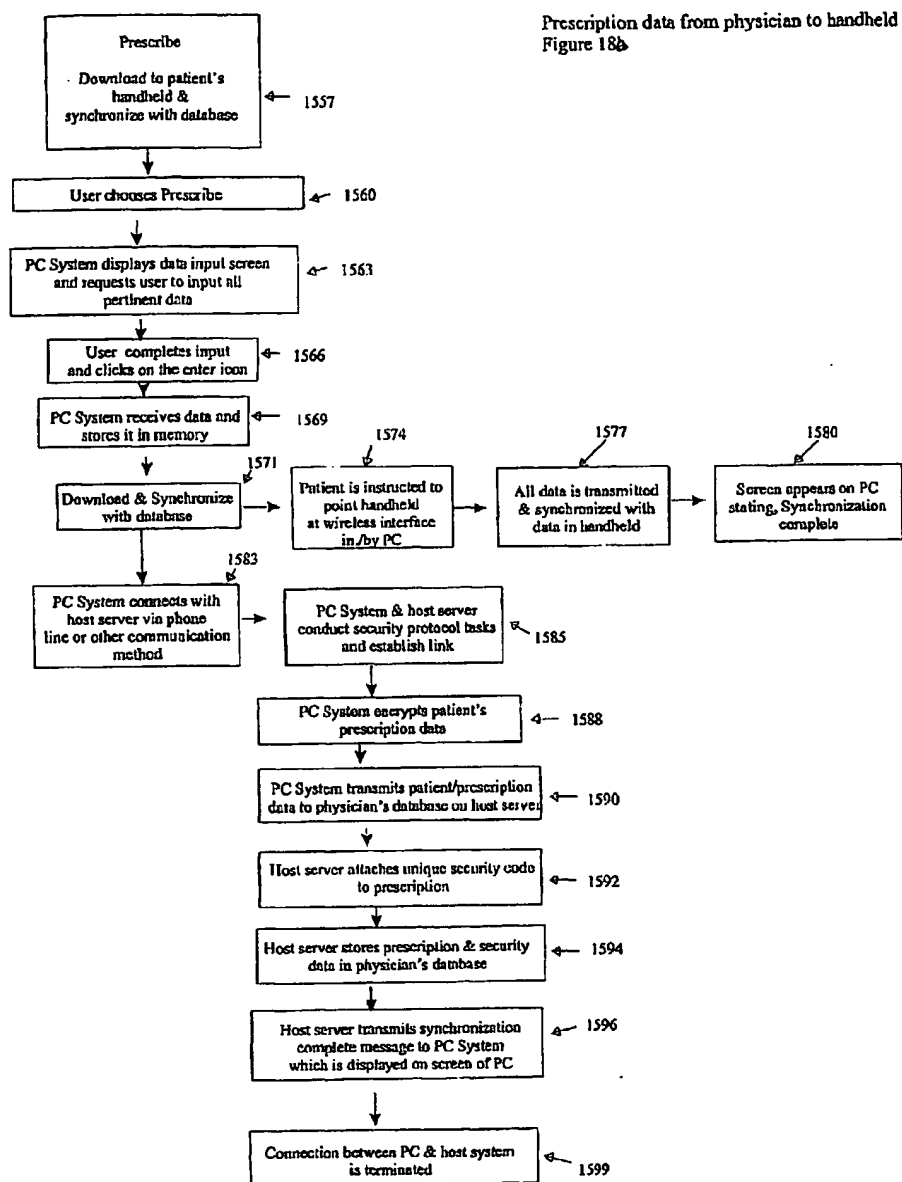 Prescription data from physician to handheld
Figure 18b
Prescribe
Download to patient's
handheld &
synchronize with database
1557
User chooses Prescribe
1560
PC System displays data input screen
and requests user to input all
pertinent data
1563
User completes input
and clicks on the enter icon
1566
PC System receives data and
stores it in memory
1569
Download & Synchronize
with database
1571
Patient is instructed to
point handheld
at wireless interface
in /by PC
1574
All data is transmitted
& synchronized with
data in handheld
1577
Screen appears on PC
stating, Synchronization
complete
1580
PC System connects with
host server via phone
line or other communication
method
1583
PC System & host server
conduct security protocol tasks
and establish link
1585
PC System encrypts patient's
prescription data
1588
PC System transmits patient/prescription
data to physician's database on host server
1590
Host server attaches unique security code
to prescription
1592
Host server stores prescription & security
data in physician's database
1594
Host server transmits synchronization
complete message to PC System
which is displayed on screen of PC
1596
Connection between PC & host system
is terminated
1599